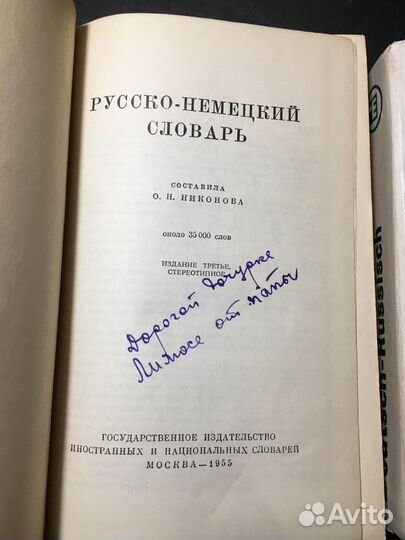 РУССКО-НЕМЕЦКИЙ
СЛОВАРЬ
СОСТАВИЛА
О. Н. НИКОНОВА
около 35 000 слов
ИЗДАНИЕ ТРЕТЬЕ,
СТЕРЕОТИПНОЕ
Дорогой дочурке
от папы
ГОСУДАРСТВЕННОЕ ИЗДАТЕЛЬСТВО
ИНОСТРАННЫХ И НАЦИОНАЛЬНЫХ СЛОВАРЕЙ
МОСКВА—1955
Avito